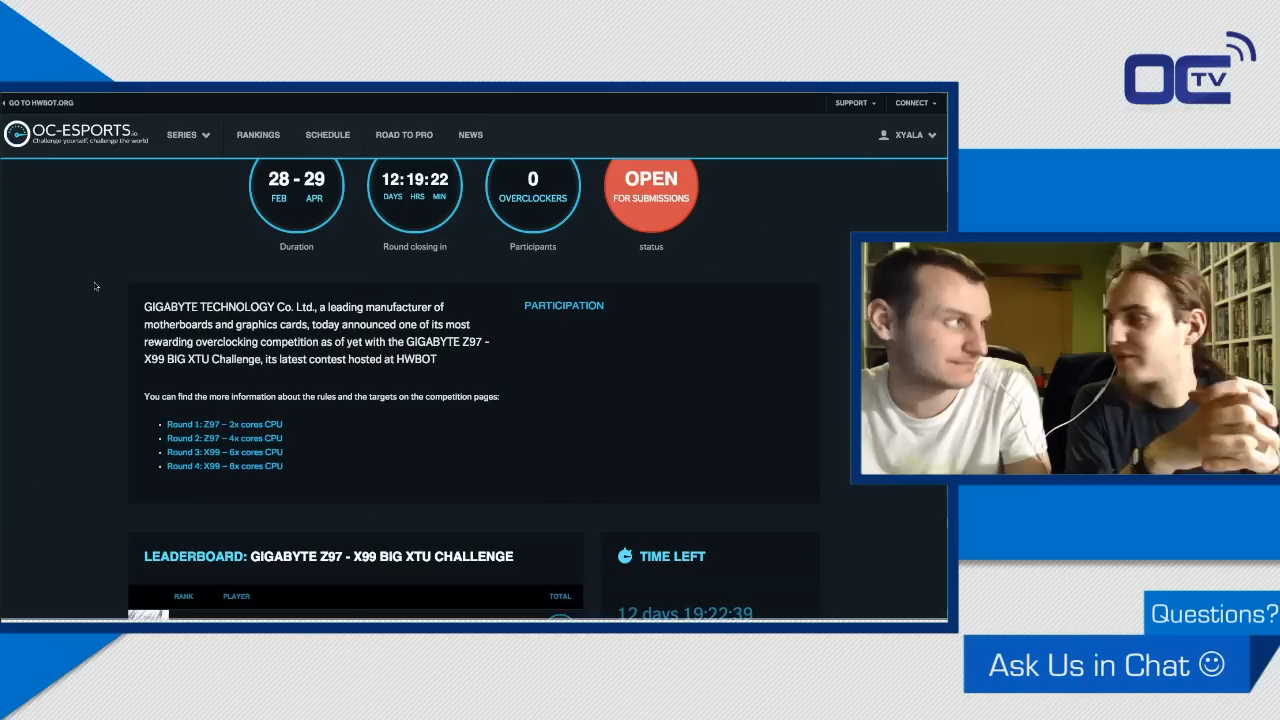 OC TV
GO TO HWBOT.ORG
SUPPORT
CONNECT
OC-ESPORTS.io
Challenge yourself, challenge the world
SERIES
RANKINGS
SCHEDULE
ROAD TO PRO
NEWS
XYALA
28 - 29
FEB APR
Duration
12:19:22
DAYS HRS MIN
Round closing in
0
OVERCLOCKERS
Participants
OPEN
FOR SUBMISSIONS
status
GIGABYTE TECHNOLOGY Co. Ltd., a leading manufacturer of
motherboards and graphics cards, today announced one of its most
rewarding overclocking competition as of yet with the GIGABYTE Z97 -
X99 BIG XTU Challenge, its latest contest hosted at HWBOT
You can find the more information about the rules and the targets on the competition pages:
Round 1: Z97 – 2x cores CPU
Round 2: Z97 – 4x cores CPU
Round 3: X99 – 6x cores CPU
Round 4: X99 – 8x cores CPU
PARTICIPATION
LEADERBOARD: GIGABYTE Z97 - X99 BIG XTU CHALLENGE
RANK PLAYER TOTAL
TIME LEFT
12 days 19:22:39
Questions?
Ask Us in Chat ☺